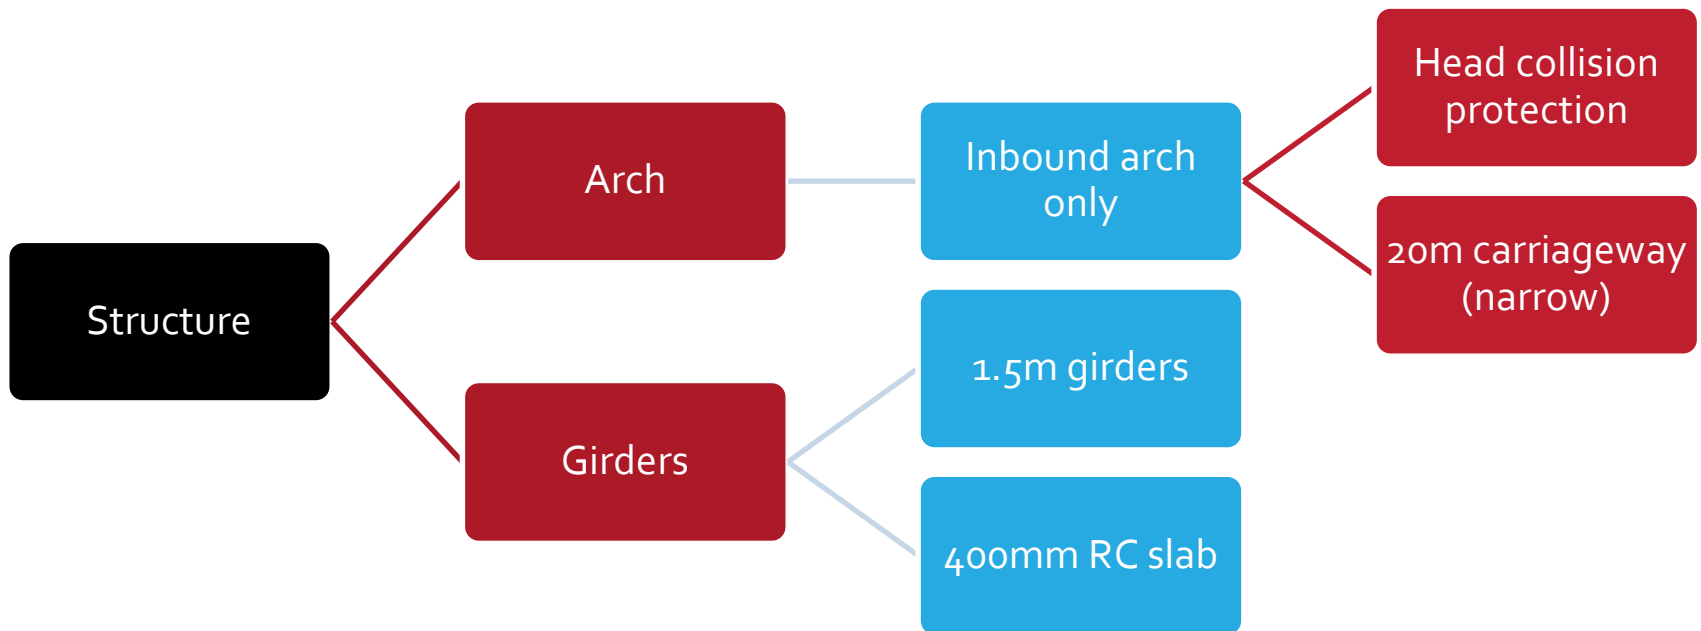 Structure
Arch
Girders
Inbound arch
only
1.5m girders
400mm RC slab
Head collision
protection
20m carriageway
(narrow)